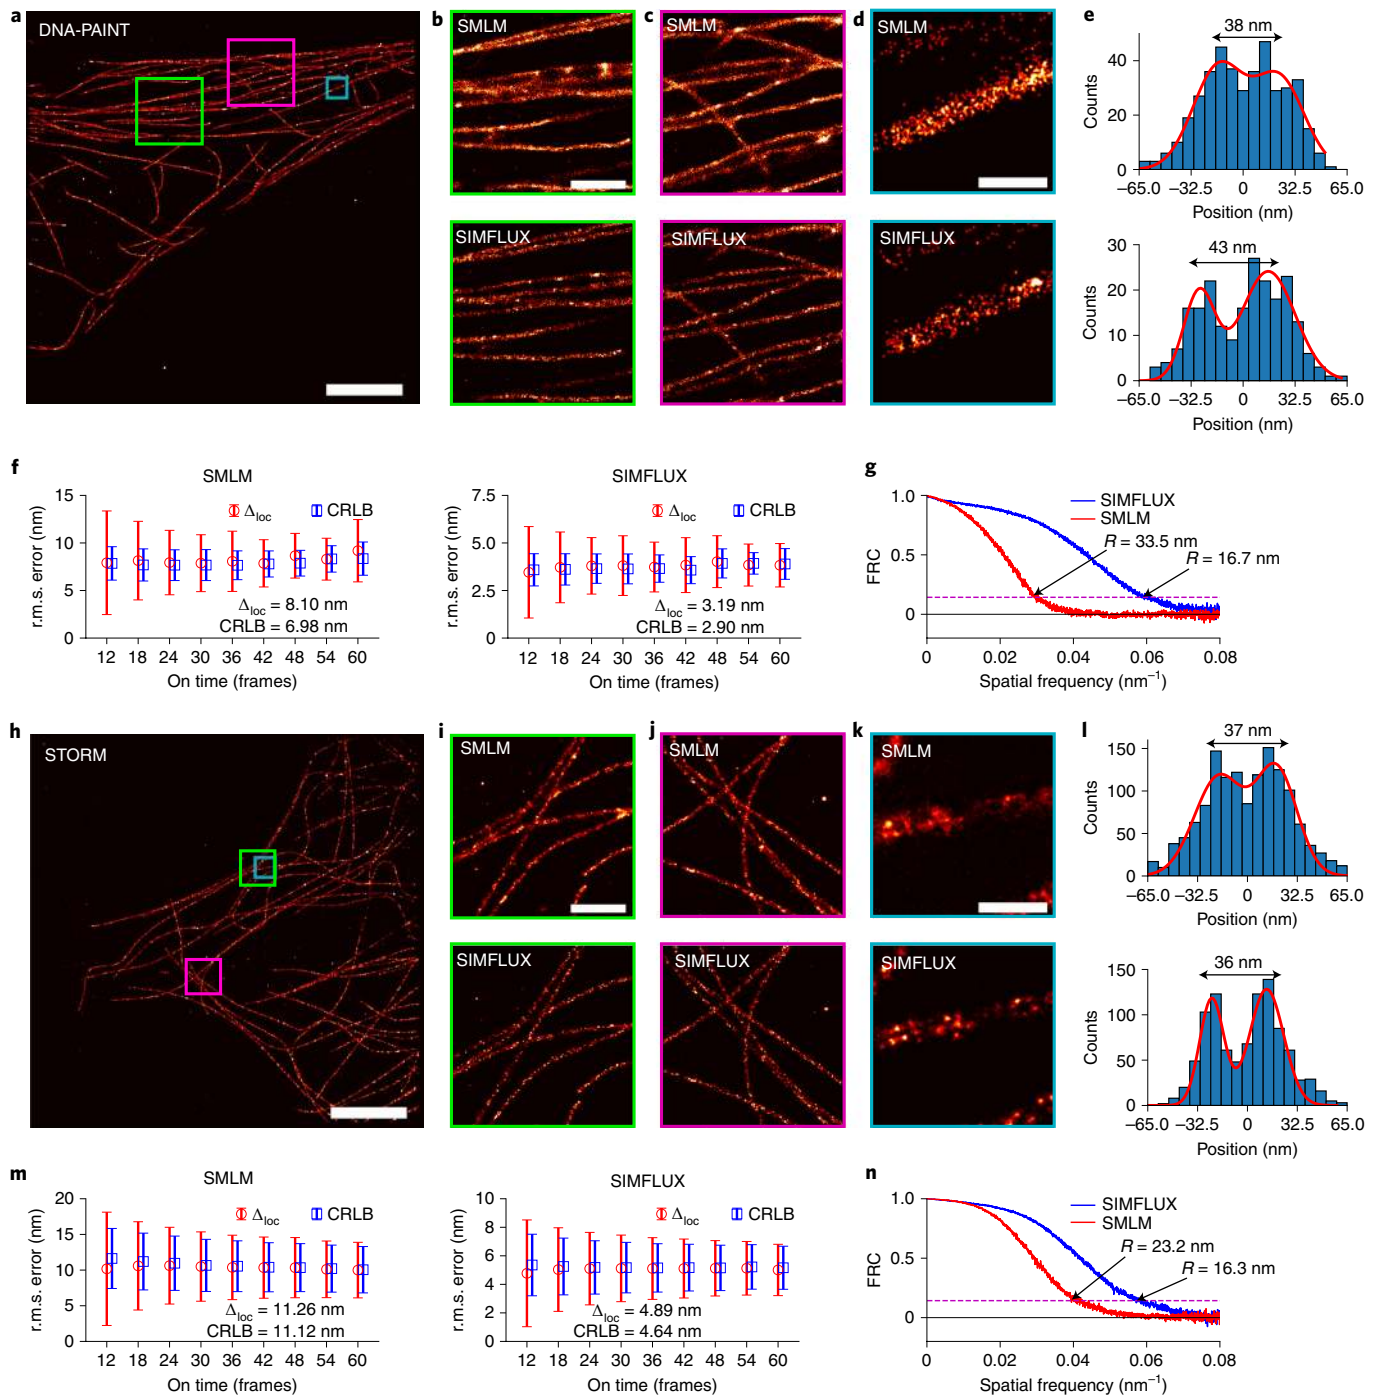 a
DNA-PAINT
b
SMLM
SIMFLUX
c
SMLM
SIMFLUX
d
SMLM
SIMFLUX
e
38 nm
Counts
40
20
0
−65.0 −32.5 0 32.5 65.0
Position (nm)
43 nm
Counts
30
20
10
0
−65.0 −32.5 0 32.5 65.0
Position (nm)
f
SMLM
r.m.s. error (nm)
15
10
5
0
Δloc CRLB
Δloc = 8.10 nm
CRLB = 6.98 nm
12 18 24 30 36 42 48 54 60
On time (frames)
SIMFLUX
r.m.s. error (nm)
7.5
5.0
2.5
0
Δloc CRLB
Δloc = 3.19 nm
CRLB = 2.90 nm
12 18 24 30 36 42 48 54 60
On time (frames)
g
FRC
1.0
0.5
0
SIMFLUX
SMLM
R = 33.5 nm
R = 16.7 nm
0 0.02 0.04 0.06 0.08
Spatial frequency (nm−1)
h
STORM
i
SMLM
SIMFLUX
j
SMLM
SIMFLUX
k
SMLM
SIMFLUX
l
37 nm
Counts
150
100
50
0
−65.0 −32.5 0 32.5 65.0
Position (nm)
36 nm
Counts
150
100
50
0
−65.0 −32.5 0 32.5 65.0
Position (nm)
m
SMLM
r.m.s. error (nm)
20
15
10
5
0
Δloc CRLB
Δloc = 11.26 nm
CRLB = 11.12 nm
12 18 24 30 36 42 48 54 60
On time (frames)
SIMFLUX
r.m.s. error (nm)
10
8
6
4
2
0
Δloc CRLB
Δloc = 4.89 nm
CRLB = 4.64 nm
12 18 24 30 36 42 48 54 60
On time (frames)
n
FRC
1.0
0.5
0
SIMFLUX
SMLM
R = 23.2 nm
R = 16.3 nm
0 0.02 0.04 0.06 0.08
Spatial frequency (nm−1)